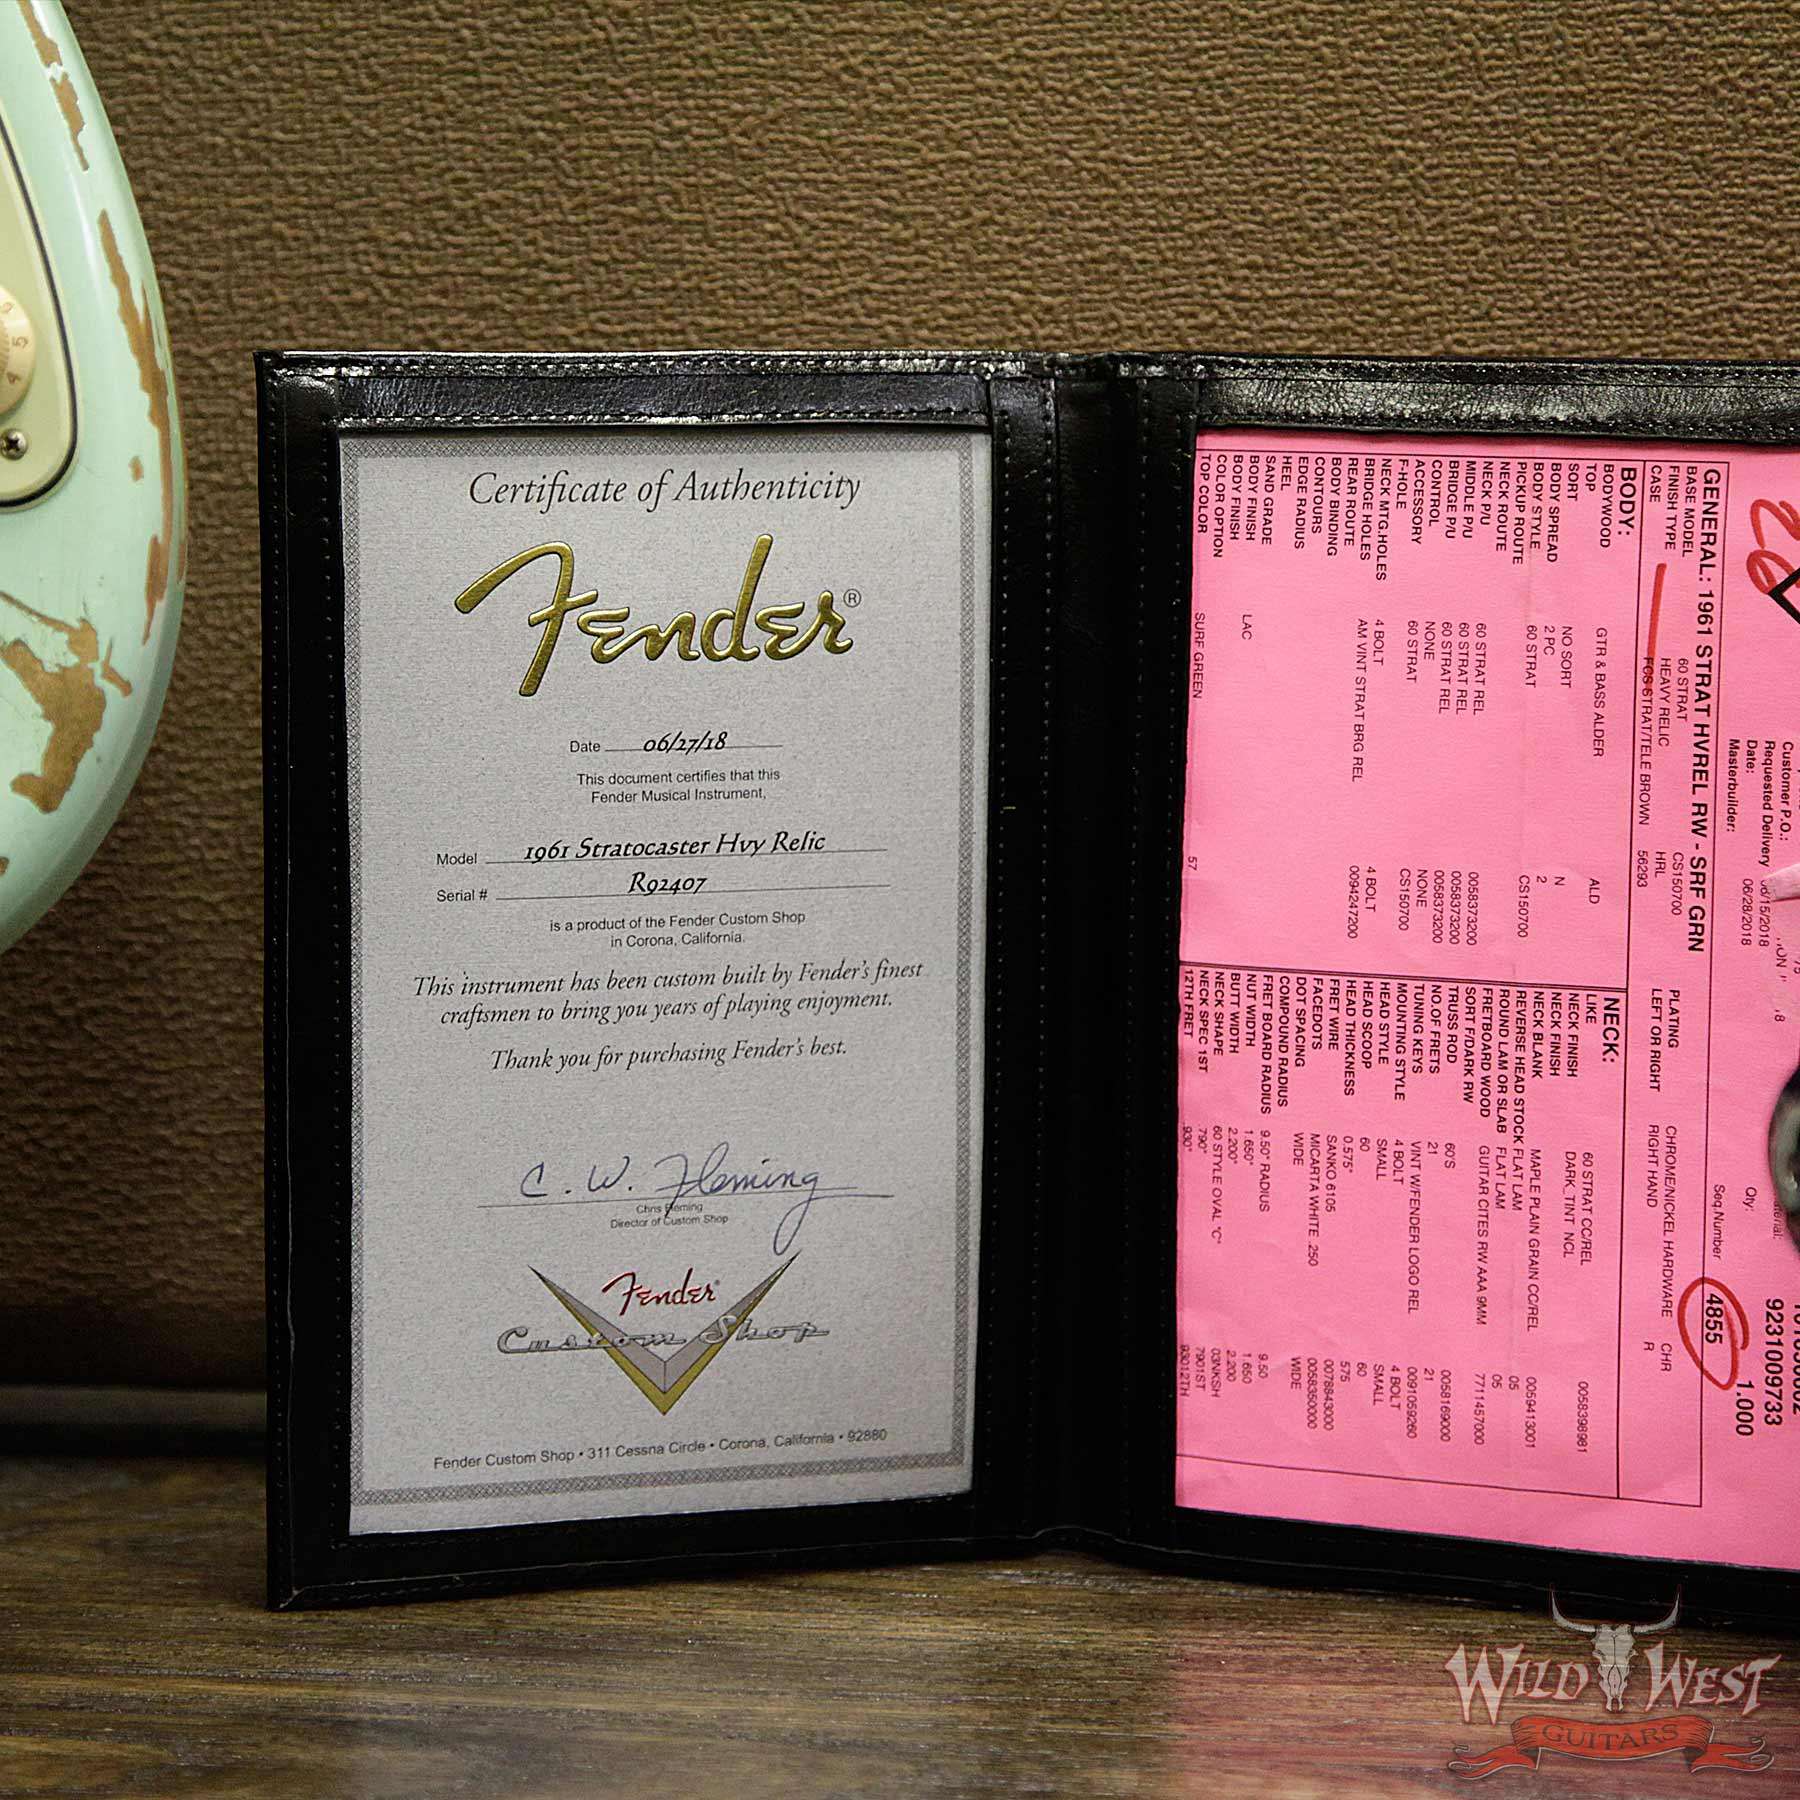 Certificate of Authenticity
Fender®
Date 06/27/18
This document certifies that this
Fender Musical Instrument,
Model 1961 Stratocaster Hvy Relic
Serial # R92407
is a product of the Fender Custom Shop
in Corona, California.
This instrument has been custom built by Fender's finest
craftsmen to bring you years of playing enjoyment.
Thank you for purchasing Fender's best.
C. W. Fleming
Chris Fleming
Director of Custom Shop
Fender
Custom Shop
Fender Custom Shop • 311 Cessna Circle • Corona, California • 92880
Customer P.O.:
Requested Delivery 06/15/2018
Date: 06/28/2018
Masterbuilder:
9231009733
Qty: 1.000
Seq.Number 4855
GENERAL: 1961 STRAT HVREL RW - SRF GRN
BASE MODEL 60 STRAT CS150700 PLATING CHROME/NICKEL HARDWARE CHR
FINISH TYPE HEAVY RELIC HRL LEFT OR RIGHT RIGHT HAND R
CASE FCS STRAT/TELE BROWN 56293
BODY:
BODYWOOD GTR & BASS ALDER ALD
TOP
SORT NO SORT N
BODY SPREAD 2 PC 2
BODY STYLE 60 STRAT CS150700
PICKUP ROUTE
NECK ROUTE
NECK P/U 60 STRAT REL 0058373200
MIDDLE P/U 60 STRAT REL 0058373200
BRIDGE P/U 60 STRAT REL 0058373200
CONTROL NONE NONE
ACCESSORY 60 STRAT CS150700
F-HOLE
NECK MTG.HOLES 4 BOLT 4 BOLT
BRIDGE HOLES AM VINT STRAT BRG REL 0094247200
REAR ROUTE
BODY BINDING
CONTOURS
EDGE RADIUS
HEEL
SAND GRADE
BODY FINISH LAC
BODY FINISH
COLOR OPTION
TOP COLOR SURF GREEN 57
NECK:
LIKE 60 STRAT CC/REL 0058398981
NECK FINISH DARK_TINT NCL
NECK FINISH
NECK BLANK MAPLE PLAIN GRAIN CC/REL 0059413001
REVERSE HEAD STOCK FLAT LAM 05
ROUND LAM OR SLAB FLAT LAM 05
FRETBOARD WOOD GUITAR CITES RW AAA 9MM 7711457000
SORT F/DARK RW
TRUSS ROD 60'S 0058169000
NO.OF FRETS 21 21
TUNING KEYS VINT W/FENDER LOGO REL 0091059260
MOUNTING STYLE 4 BOLT 4 BOLT
HEAD STYLE SMALL SMALL
HEAD SCOOP 60 60
HEAD THICKNESS 0.575" 575
FRET WIRE SANKO 6105 0078843000
FACEDOTS MICARTA WHITE .250 0058350000
DOT SPACING WIDE WIDE
COMPOUND RADIUS
FRET BOARD RADIUS 9.50" RADIUS 9.50
NUT WIDTH 1.650" 1.650
BUTT WIDTH 2.200" 2.200
NECK SHAPE 60 STYLE OVAL "C" 03NKSH
NECK SPEC 1ST .790" 7901ST
12TH FRET .930" 93012TH
WILD WEST
GUITARS